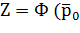 Z = Φ (p̄₀